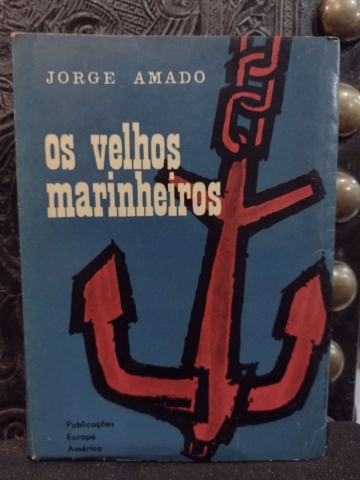 JORGE AMADO
os velhos
marinheiros
Publicações
Europa
América